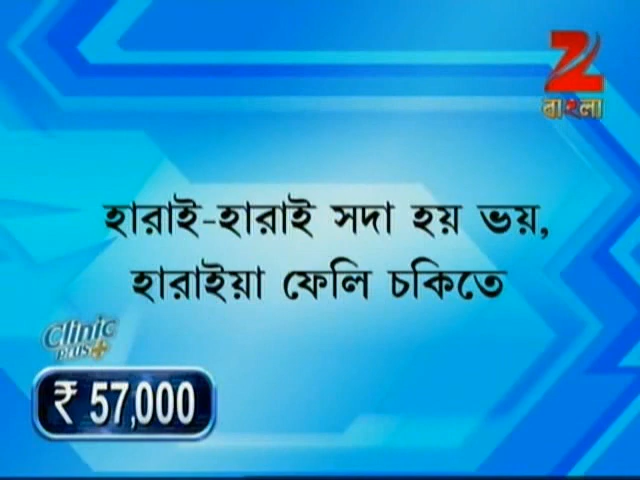 Z
বাংলা
হারাই-হারাই সদা হয় ভয়,
হারাইয়া ফেলি চকিতে
Clinic
PLUS+
₹ 57,000